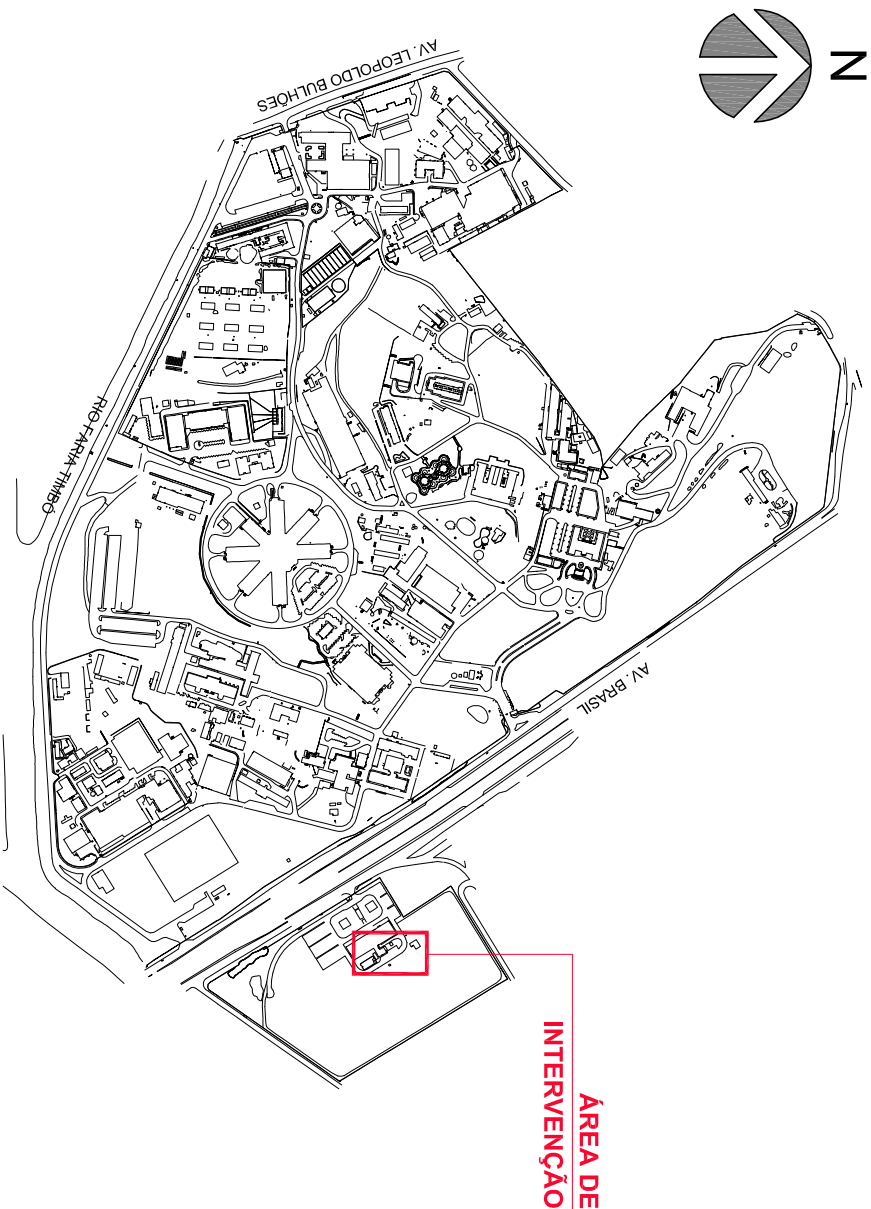 N
AV. LEOPOLDO BULHÕES
RIO FARIA TIMBÓ
AV. BRASIL
ÁREA DE
INTERVENÇÃO